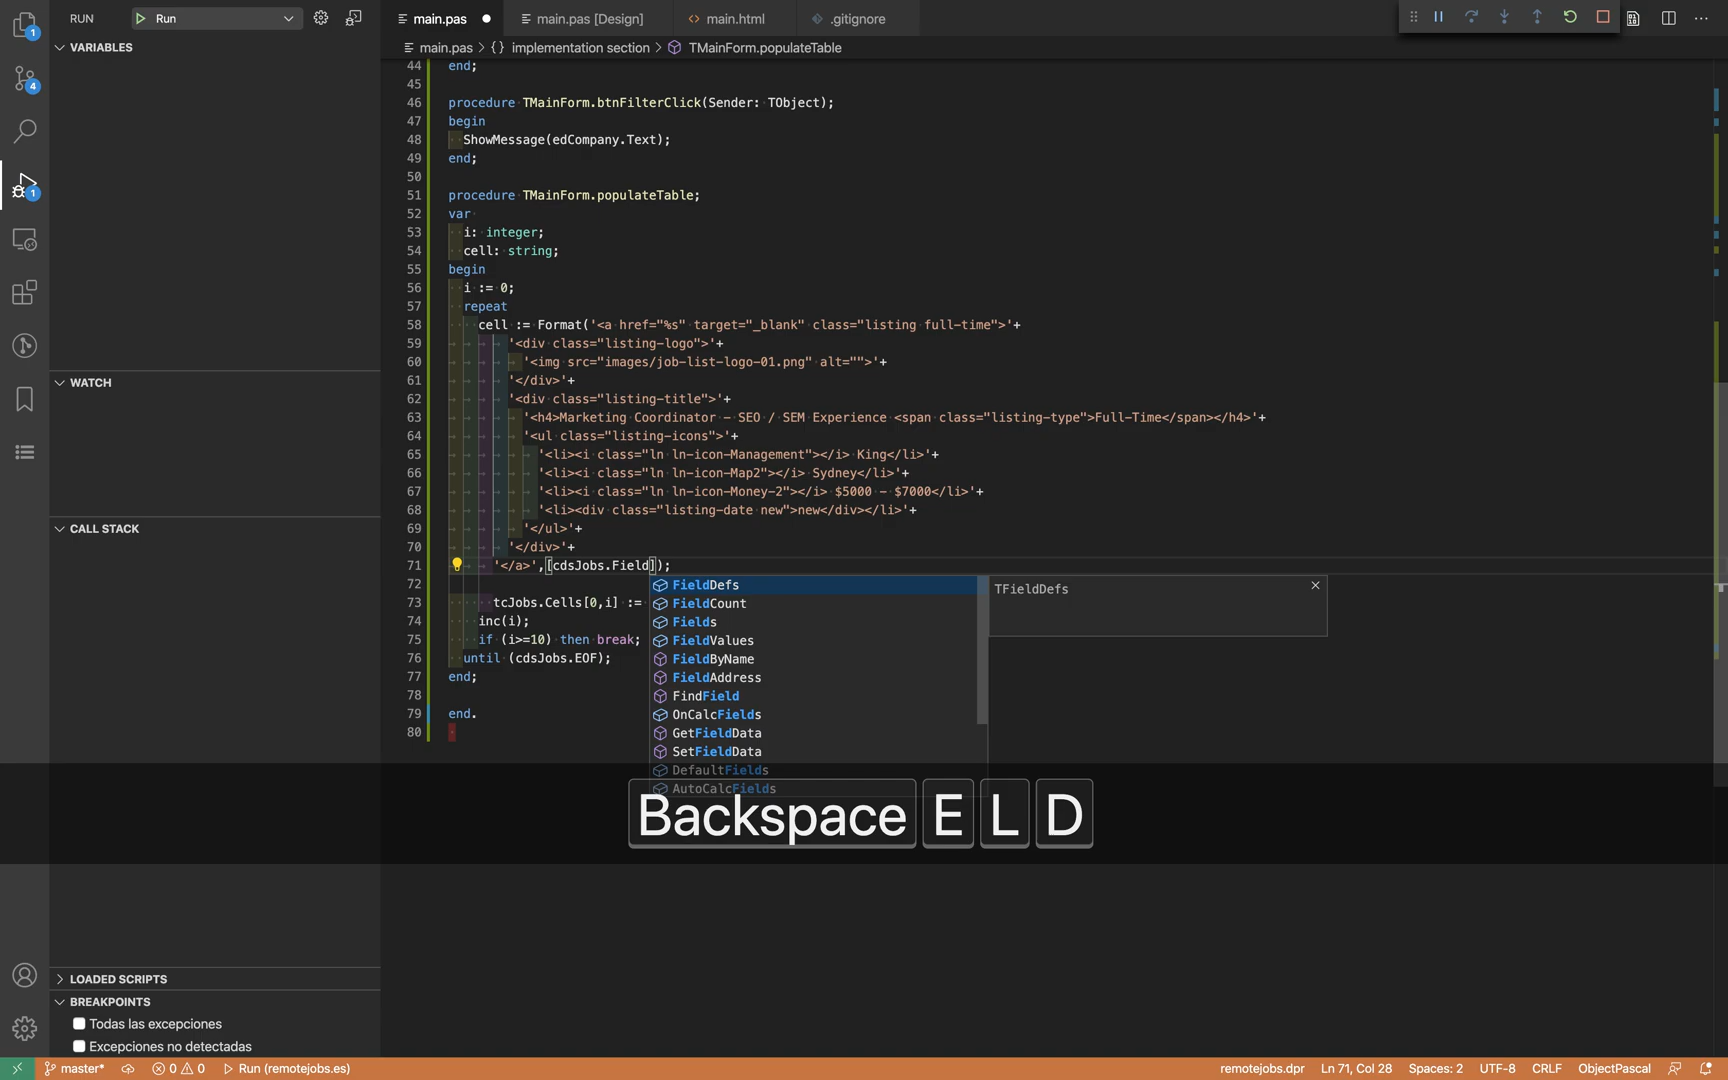 RUN
Run
main.pas
main.pas [Design]
main.html
.gitignore
main.pas > {} implementation section > TMainForm.populateTable
1
4
1
VARIABLES
WATCH
CALL STACK
LOADED SCRIPTS
BREAKPOINTS
Todas las excepciones
Excepciones no detectadas
44 end;
45
46 procedure TMainForm.btnFilterClick(Sender: TObject);
47 begin
48 ShowMessage(edCompany.Text);
49 end;
50
51 procedure TMainForm.populateTable;
52 var
53 i: integer;
54 cell: string;
55 begin
56 i := 0;
57 repeat
58 cell := Format('<a href="%s" target="_blank" class="listing full-time">'+
59 '<div class="listing-logo">'+
60 '<img src="images/job-list-logo-01.png" alt="">'+
61 '</div>'+
62 '<div class="listing-title">'+
63 '<h4>Marketing Coordinator - SEO / SEM Experience <span class="listing-type">Full-Time</span></h4>'+
64 '<ul class="listing-icons">'+
65 '<li><i class="ln ln-icon-Management"></i> King</li>'+
66 '<li><i class="ln ln-icon-Map2"></i> Sydney</li>'+
67 '<li><i class="ln ln-icon-Money-2"></i> $5000 - $7000</li>'+
68 '<li><div class="listing-date new">new</div></li>'+
69 '</ul>'+
70 '</div>'+
71 '</a>',[cdsJobs.Field]);
72
73 tcJobs.Cells[0,i] :=
74 inc(i);
75 if (i>=10) then break;
76 until (cdsJobs.EOF);
77 end;
78
79 end.
80
FieldDefs
FieldCount
Fields
FieldValues
FieldByName
FieldAddress
FindField
OnCalcFields
GetFieldData
SetFieldData
DefaultFields
AutoCalcFields
TFieldDefs
Backspace E L D
master*
0 0
Run (remotejobs.es)
remotejobs.dpr
Ln 71, Col 28
Spaces: 2
UTF-8
CRLF
ObjectPascal